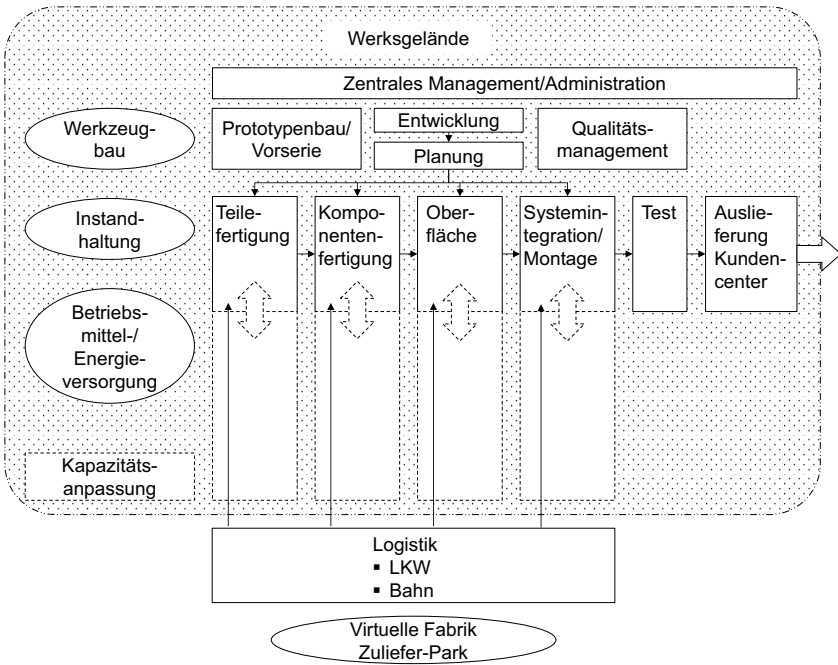 Werksgelände
Zentrales Management/Administration
Werkzeug-
bau
Prototypenbau/
Vorserie
Entwicklung
Planung
Qualitäts-
management
Instand-
haltung
Teile-
fertigung
Kompo-
nenten-
fertigung
Ober-
fläche
Systemin-
tegration/
Montage
Test
Auslie-
ferung
Kunden-
center
Betriebs-
mittel-/
Energie-
versorgung
Kapazitäts-
anpassung
Logistik
▪ LKW
▪ Bahn
Virtuelle Fabrik
Zuliefer-Park